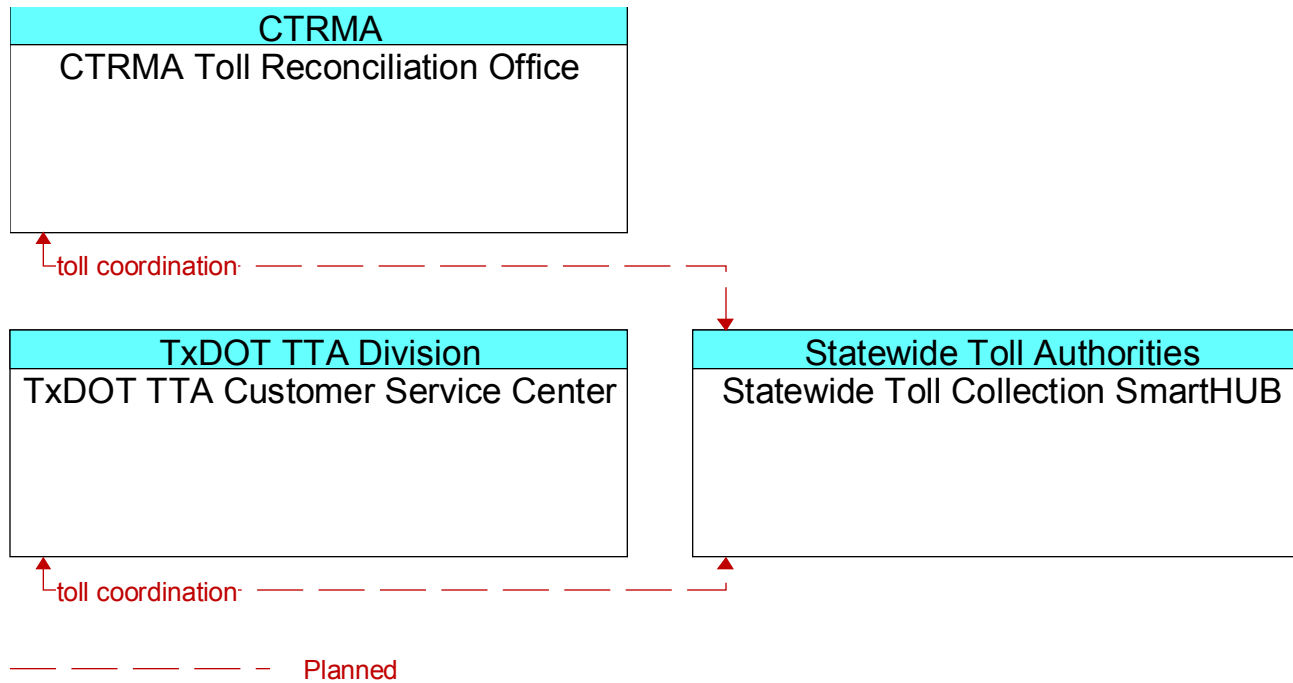 CTRMA
CTRMA Toll Reconciliation Office
toll coordination
TxDOT TTA Division
TxDOT TTA Customer Service Center
Statewide Toll Authorities
Statewide Toll Collection SmartHUB
toll coordination
Planned